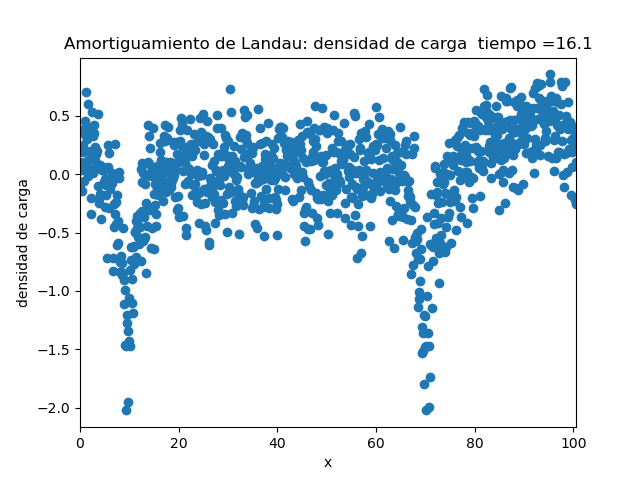 Amortiguamiento de Landau: densidad de carga  tiempo =16.1
densidad de carga
0.5
0.0
−0.5
−1.0
−1.5
−2.0
0 20 40 60 80 100
x